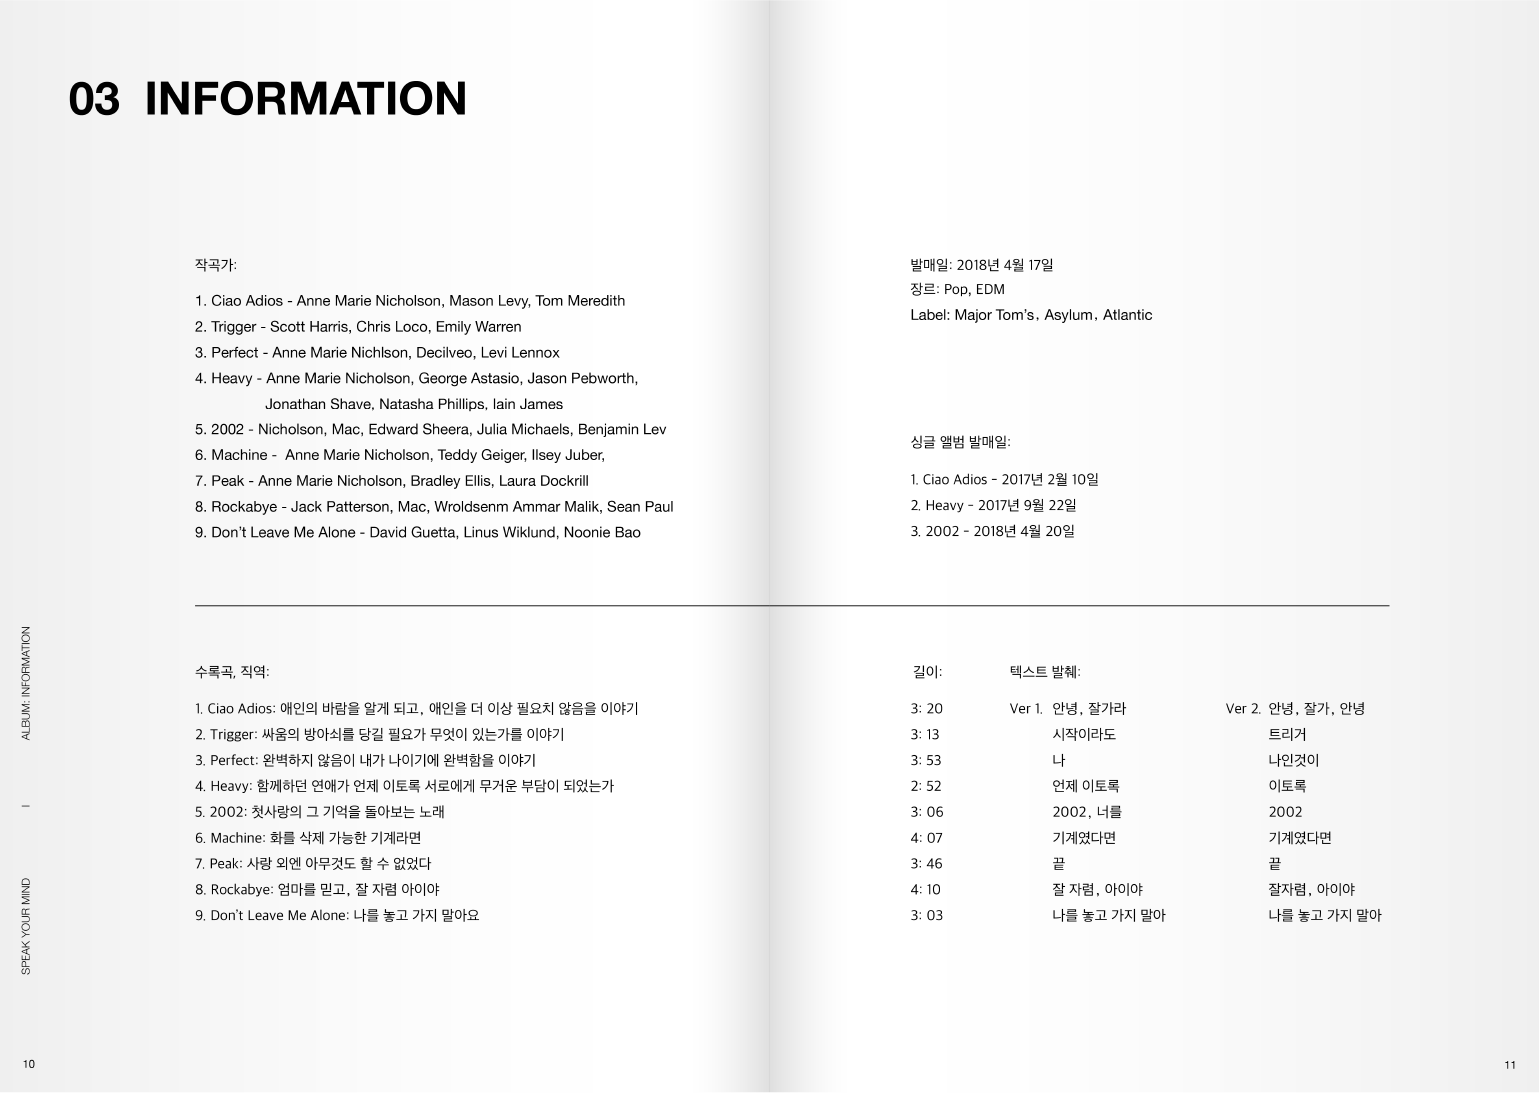 03 INFORMATION
작곡가:
1. Ciao Adios - Anne Marie Nicholson, Mason Levy, Tom Meredith
2. Trigger - Scott Harris, Chris Loco, Emily Warren
3. Perfect - Anne Marie Nichlson, Decilveo, Levi Lennox
4. Heavy - Anne Marie Nicholson, George Astasio, Jason Pebworth,
Jonathan Shave, Natasha Phillips, Iain James
5. 2002 - Nicholson, Mac, Edward Sheera, Julia Michaels, Benjamin Lev
6. Machine -  Anne Marie Nicholson, Teddy Geiger, Ilsey Juber,
7. Peak - Anne Marie Nicholson, Bradley Ellis, Laura Dockrill
8. Rockabye - Jack Patterson, Mac, Wroldsenm Ammar Malik, Sean Paul
9. Don’t Leave Me Alone - David Guetta, Linus Wiklund, Noonie Bao
발매일: 2018년 4월 17일
장르: Pop, EDM
Label: Major Tom’s, Asylum, Atlantic
싱글 앨범 발매일:
1. Ciao Adios - 2017년 2월 10일
2. Heavy - 2017년 9월 22일
3. 2002 - 2018년 4월 20일
수록곡, 직역:
1. Ciao Adios: 애인의 바람을 알게 되고, 애인을 더 이상 필요치 않음을 이야기
2. Trigger: 싸움의 방아쇠를 당길 필요가 무엇이 있는가를 이야기
3. Perfect: 완벽하지 않음이 내가 나이기에 완벽함을 이야기
4. Heavy: 함께하던 연애가 언제 이토록 서로에게 무거운 부담이 되었는가
5. 2002: 첫사랑의 그 기억을 돌아보는 노래
6. Machine: 화를 삭제 가능한 기계라면
7. Peak: 사랑 외엔 아무것도 할 수 없었다
8. Rockabye: 엄마를 믿고, 잘 자렴 아이야
9. Don’t Leave Me Alone: 나를 놓고 가지 말아요
길이: 텍스트 발췌:
3: 20 Ver 1. 안녕, 잘가라 Ver 2. 안녕, 잘가, 안녕
3: 13 시작이라도 트리거
3: 53 나 나인것이
2: 52 언제 이토록 이토록
3: 06 2002, 너를 2002
4: 07 기계였다면 기계였다면
3: 46 끝 끝
4: 10 잘 자렴, 아이야 잘자렴, 아이야
3: 03 나를 놓고 가지 말아 나를 놓고 가지 말아
SPEAK YOUR MIND | ALBUM: INFORMATION
10
11